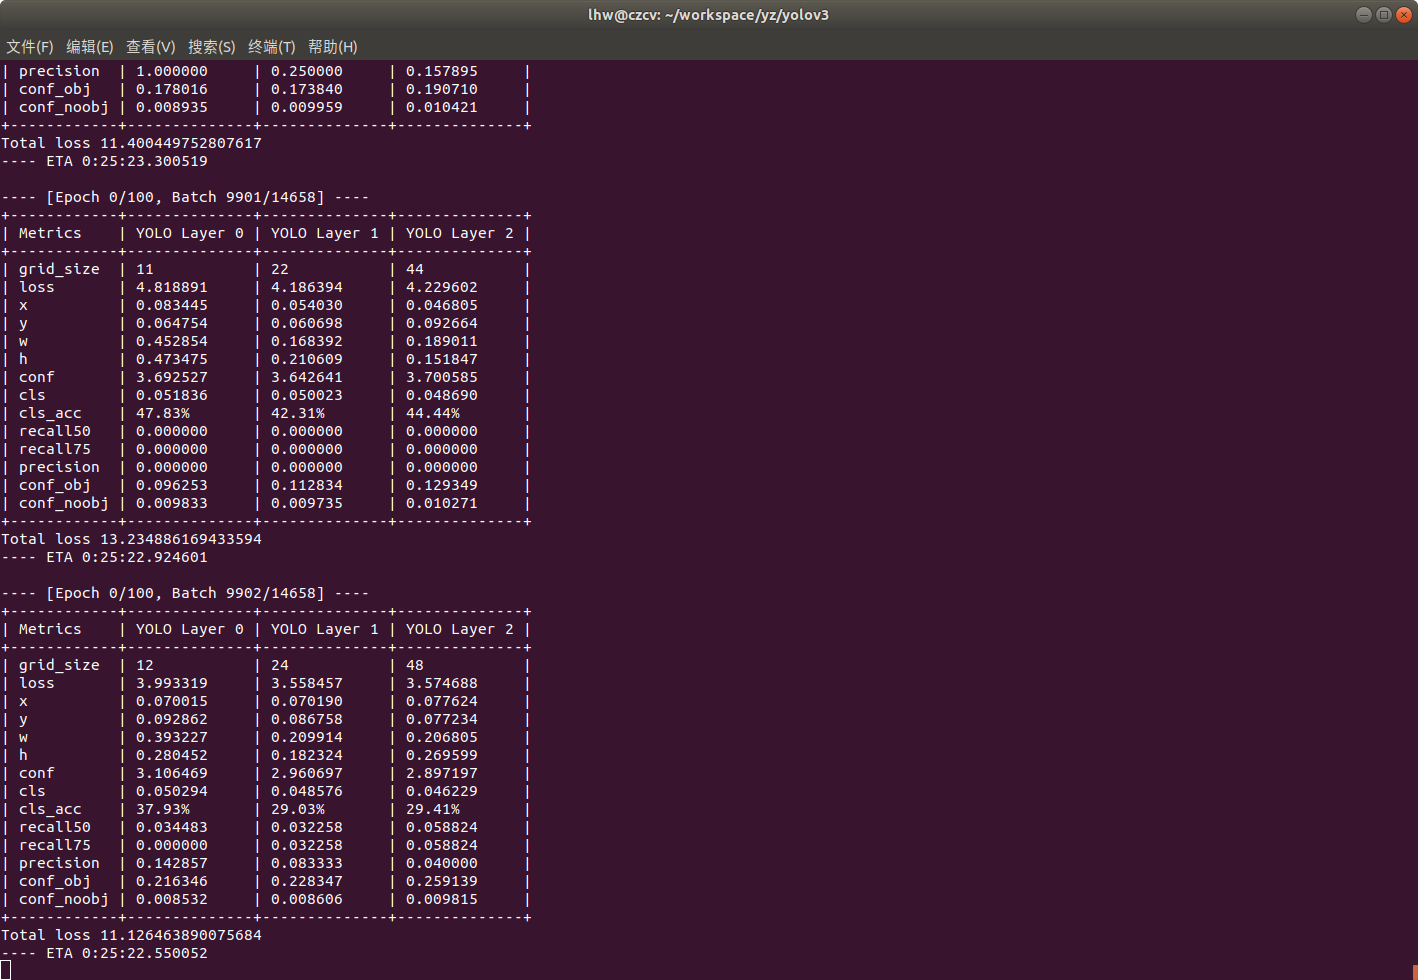 lhw@czcv: ~/workspace/yz/yolov3
文件(F) 编辑(E) 查看(V) 搜索(S) 终端(T) 帮助(H)
| precision  | 1.000000     | 0.250000     | 0.157895     |
| conf_obj   | 0.178016     | 0.173840     | 0.190710     |
| conf_noobj | 0.008935     | 0.009959     | 0.010421     |
+------------+--------------+--------------+--------------+
Total loss 11.400449752807617
---- ETA 0:25:23.300519
---- [Epoch 0/100, Batch 9901/14658] ----
+------------+--------------+--------------+--------------+
| Metrics    | YOLO Layer 0 | YOLO Layer 1 | YOLO Layer 2 |
+------------+--------------+--------------+--------------+
| grid_size  | 11           | 22           | 44           |
| loss       | 4.818891     | 4.186394     | 4.229602     |
| x          | 0.083445     | 0.054030     | 0.046805     |
| y          | 0.064754     | 0.060698     | 0.092664     |
| w          | 0.452854     | 0.168392     | 0.189011     |
| h          | 0.473475     | 0.210609     | 0.151847     |
| conf       | 3.692527     | 3.642641     | 3.700585     |
| cls        | 0.051836     | 0.050023     | 0.048690     |
| cls_acc    | 47.83%       | 42.31%       | 44.44%       |
| recall50   | 0.000000     | 0.000000     | 0.000000     |
| recall75   | 0.000000     | 0.000000     | 0.000000     |
| precision  | 0.000000     | 0.000000     | 0.000000     |
| conf_obj   | 0.096253     | 0.112834     | 0.129349     |
| conf_noobj | 0.009833     | 0.009735     | 0.010271     |
+------------+--------------+--------------+--------------+
Total loss 13.234886169433594
---- ETA 0:25:22.924601
---- [Epoch 0/100, Batch 9902/14658] ----
+------------+--------------+--------------+--------------+
| Metrics    | YOLO Layer 0 | YOLO Layer 1 | YOLO Layer 2 |
+------------+--------------+--------------+--------------+
| grid_size  | 12           | 24           | 48           |
| loss       | 3.993319     | 3.558457     | 3.574688     |
| x          | 0.070015     | 0.070190     | 0.077624     |
| y          | 0.092862     | 0.086758     | 0.077234     |
| w          | 0.393227     | 0.209914     | 0.206805     |
| h          | 0.280452     | 0.182324     | 0.269599     |
| conf       | 3.106469     | 2.960697     | 2.897197     |
| cls        | 0.050294     | 0.048576     | 0.046229     |
| cls_acc    | 37.93%       | 29.03%       | 29.41%       |
| recall50   | 0.034483     | 0.032258     | 0.058824     |
| recall75   | 0.000000     | 0.032258     | 0.058824     |
| precision  | 0.142857     | 0.083333     | 0.040000     |
| conf_obj   | 0.216346     | 0.228347     | 0.259139     |
| conf_noobj | 0.008532     | 0.008606     | 0.009815     |
+------------+--------------+--------------+--------------+
Total loss 11.126463890075684
---- ETA 0:25:22.550052